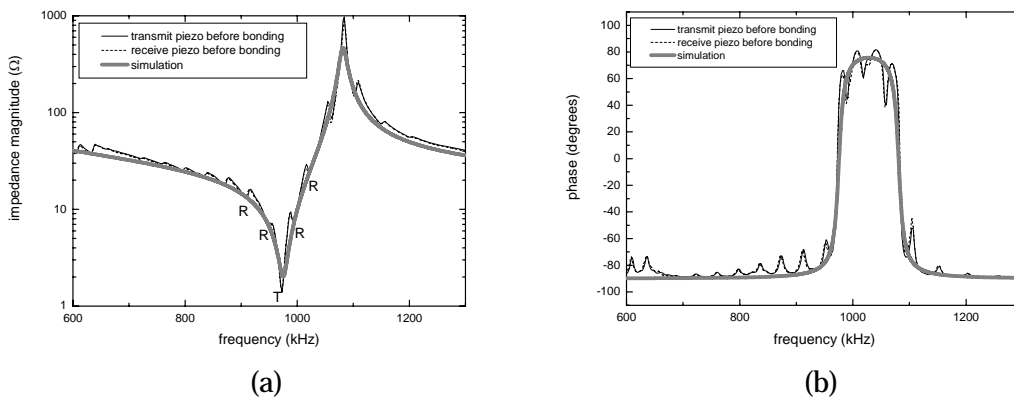 1000
100
10
1
impedance magnitude (Ω)
transmit piezo before bonding
receive piezo before bonding
simulation
R
R
R
R
T
600
800
1000
1200
frequency (kHz)
(a)
100
80
60
40
20
0
-20
-40
-60
-80
-100
phase (degrees)
transmit piezo before bonding
receive piezo before bonding
simulation
600
800
1000
1200
frequency (kHz)
(b)